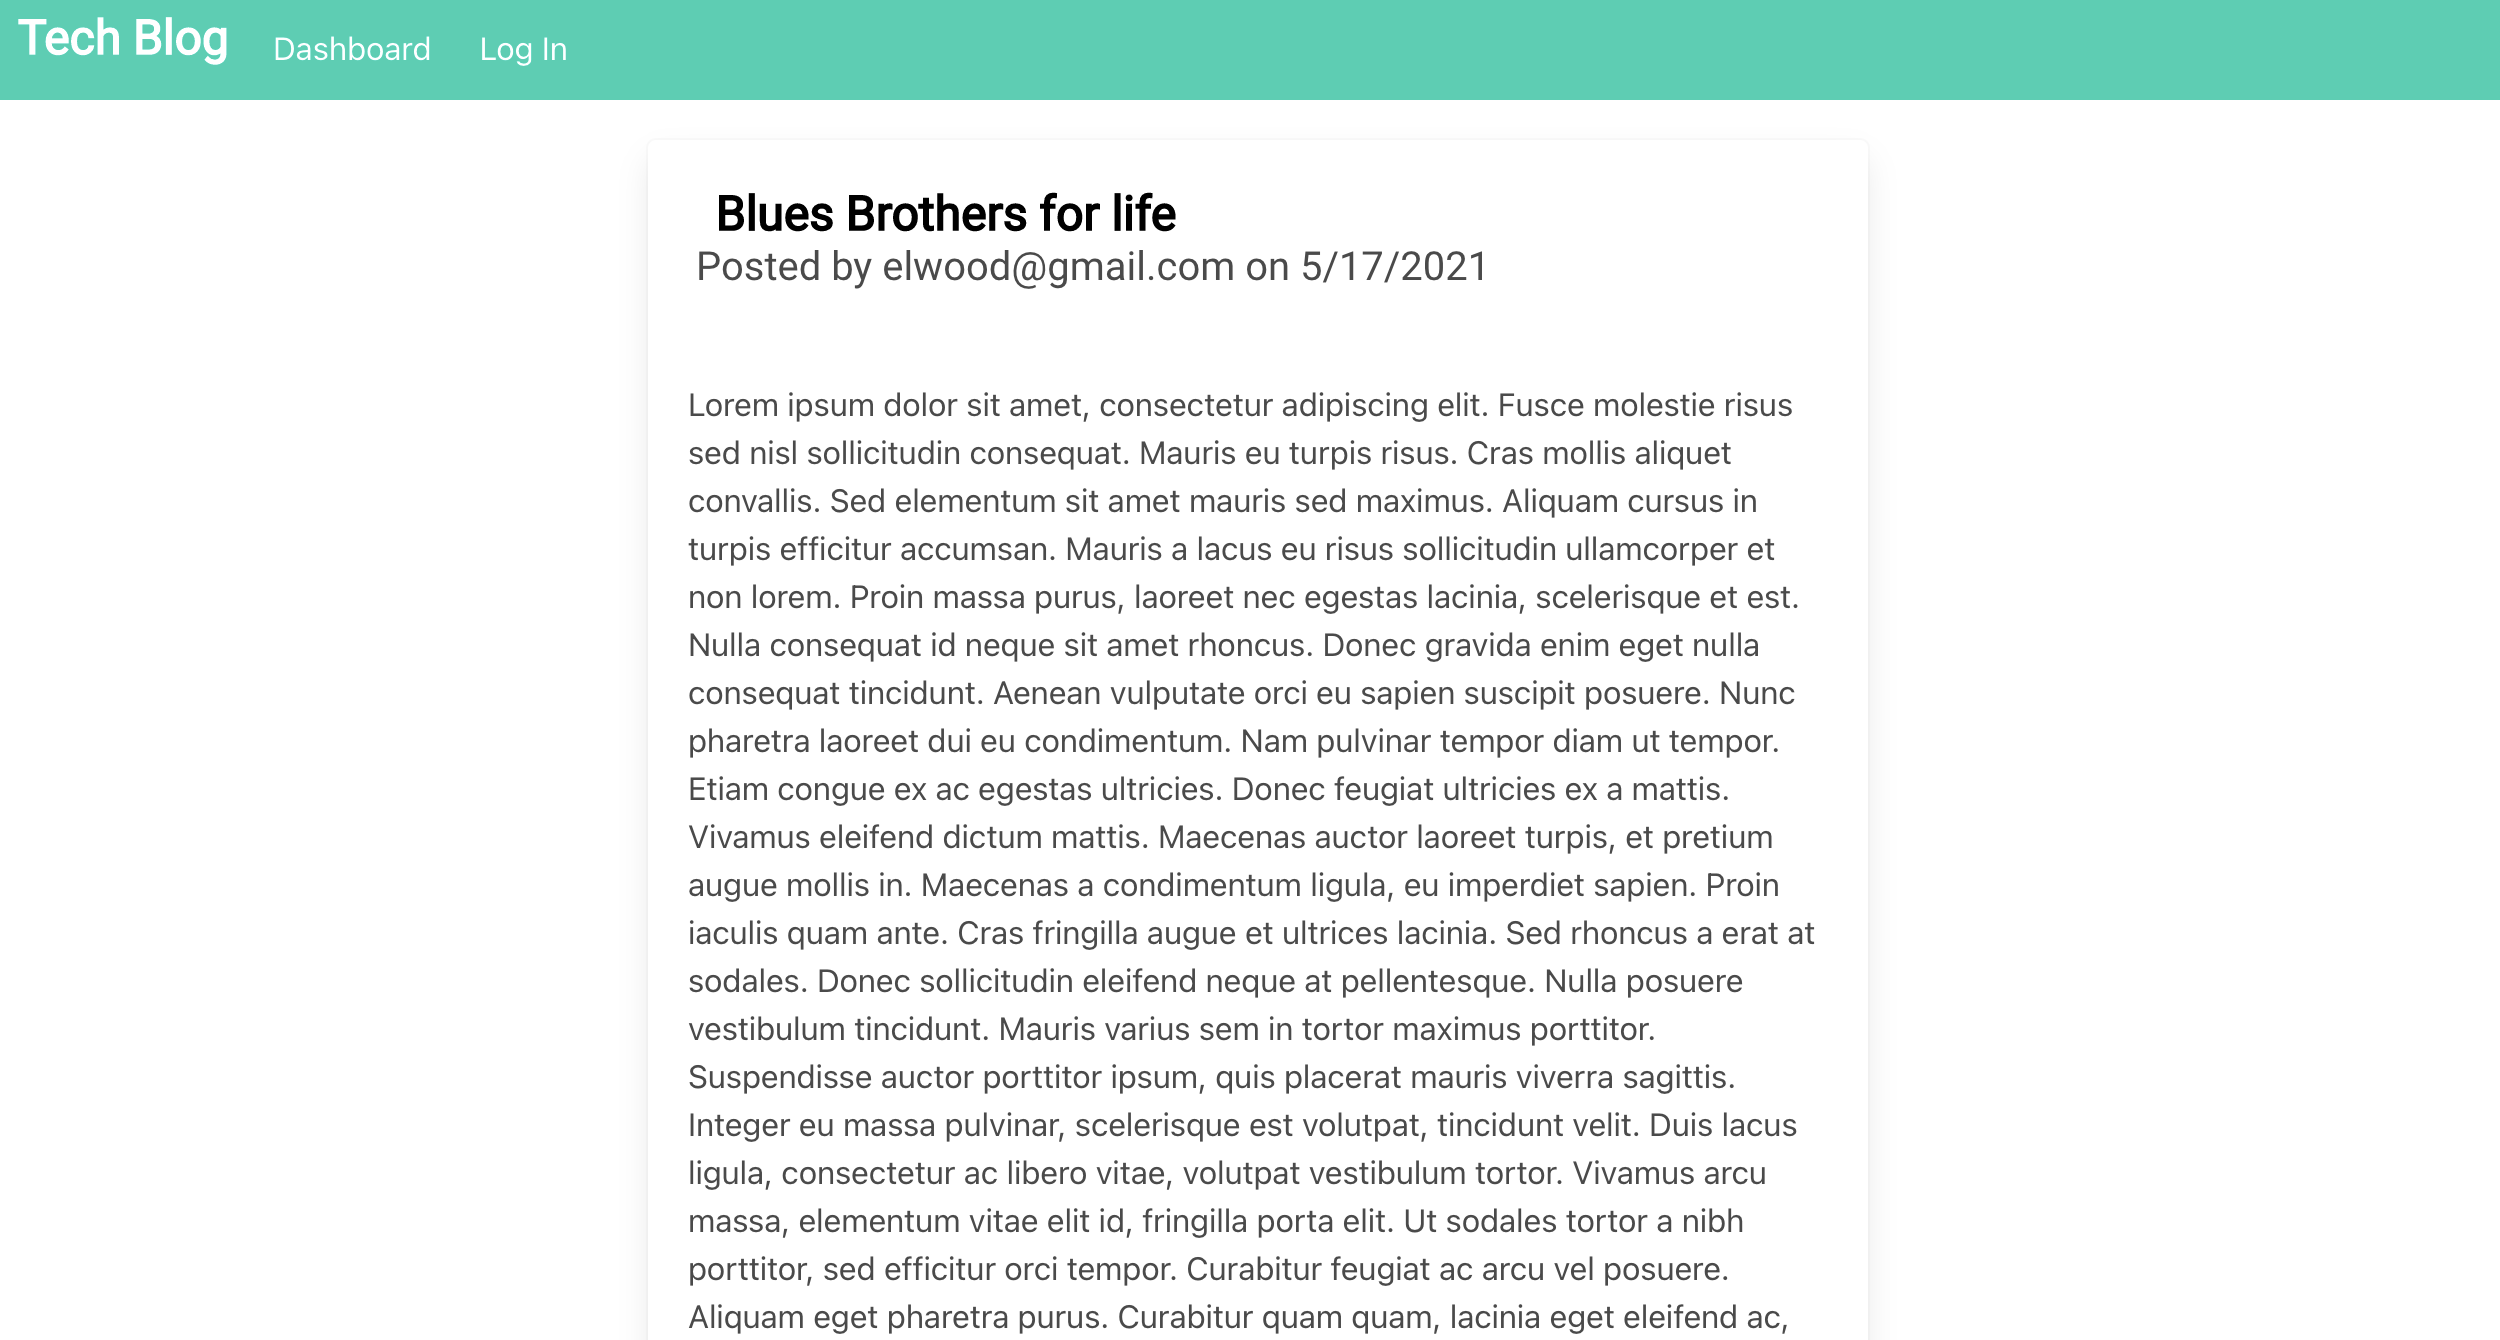 Tech Blog Dashboard Log In
Blues Brothers for life
Posted by elwood@gmail.com on 5/17/2021
Lorem ipsum dolor sit amet, consectetur adipiscing elit. Fusce molestie risus
sed nisl sollicitudin consequat. Mauris eu turpis risus. Cras mollis aliquet
convallis. Sed elementum sit amet mauris sed maximus. Aliquam cursus in
turpis efficitur accumsan. Mauris a lacus eu risus sollicitudin ullamcorper et
non lorem. Proin massa purus, laoreet nec egestas lacinia, scelerisque et est.
Nulla consequat id neque sit amet rhoncus. Donec gravida enim eget nulla
consequat tincidunt. Aenean vulputate orci eu sapien suscipit posuere. Nunc
pharetra laoreet dui eu condimentum. Nam pulvinar tempor diam ut tempor.
Etiam congue ex ac egestas ultricies. Donec feugiat ultricies ex a mattis.
Vivamus eleifend dictum mattis. Maecenas auctor laoreet turpis, et pretium
augue mollis in. Maecenas a condimentum ligula, eu imperdiet sapien. Proin
iaculis quam ante. Cras fringilla augue et ultrices lacinia. Sed rhoncus a erat at
sodales. Donec sollicitudin eleifend neque at pellentesque. Nulla posuere
vestibulum tincidunt. Mauris varius sem in tortor maximus porttitor.
Suspendisse auctor porttitor ipsum, quis placerat mauris viverra sagittis.
Integer eu massa pulvinar, scelerisque est volutpat, tincidunt velit. Duis lacus
ligula, consectetur ac libero vitae, volutpat vestibulum tortor. Vivamus arcu
massa, elementum vitae elit id, fringilla porta elit. Ut sodales tortor a nibh
porttitor, sed efficitur orci tempor. Curabitur feugiat ac arcu vel posuere.
Aliquam eget pharetra purus. Curabitur quam quam, lacinia eget eleifend ac,